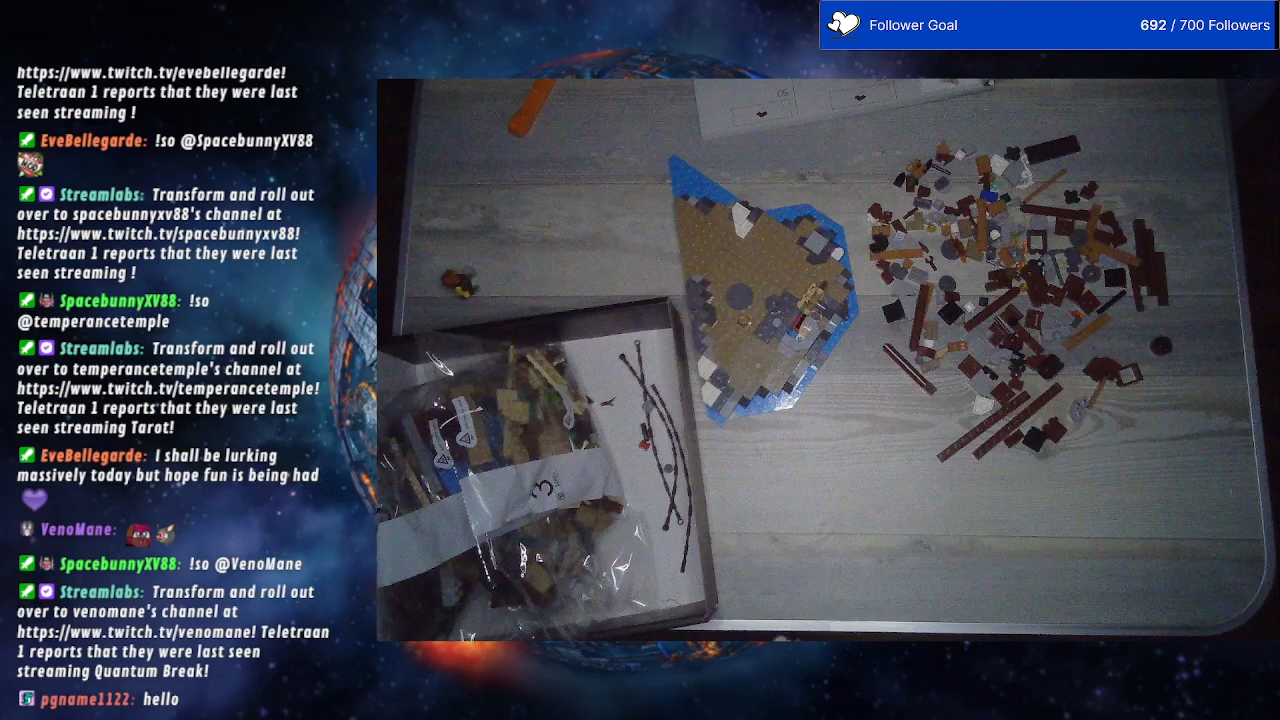 Follower Goal
692 / 700 Followers
https://www.twitch.tv/evebellegarde!
Teletraan 1 reports that they were last
seen streaming !
EveBellegarde: !so @SpacebunnyXV88
Streamlabs: Transform and roll out
over to spacebunnyxv88's channel at
https://www.twitch.tv/spacebunnyxv88!
Teletraan 1 reports that they were last
seen streaming !
SpacebunnyXV88: !so
@temperancetemple
Streamlabs: Transform and roll out
over to temperancetemple's channel at
https://www.twitch.tv/temperancetemple!
Teletraan 1 reports that they were last
seen streaming Tarot!
EveBellegarde: I shall be lurking
massively today but hope fun is being had
VenoMane:
SpacebunnyXV88: !so @VenoMane
Streamlabs: Transform and roll out
over to venomane's channel at
https://www.twitch.tv/venomane! Teletraan
1 reports that they were last seen
streaming Quantum Break!
pgname1122: hello
3